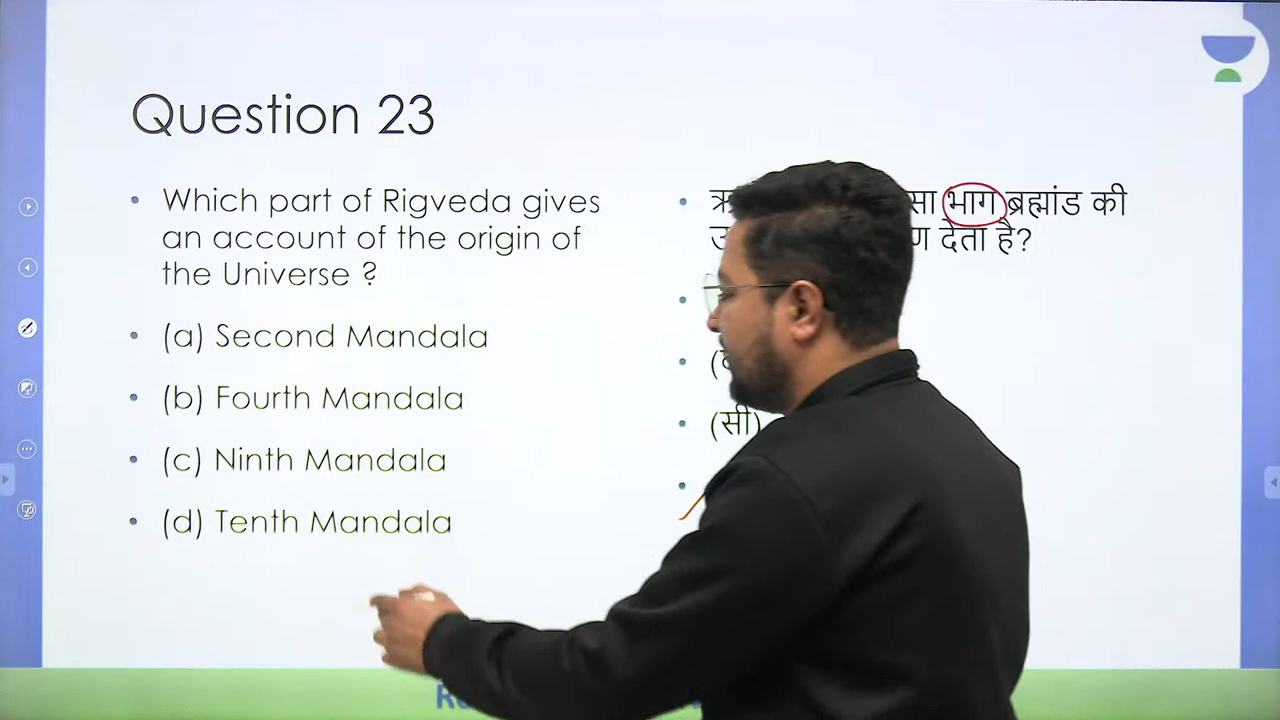 Question 23
• Which part of Rigveda gives
an account of the origin of
the Universe ?
• (a) Second Mandala
• (b) Fourth Mandala
• (c) Ninth Mandala
• (d) Tenth Mandala
• भाग ब्रह्मांड की
देता है?
•
•
• (सी)
•